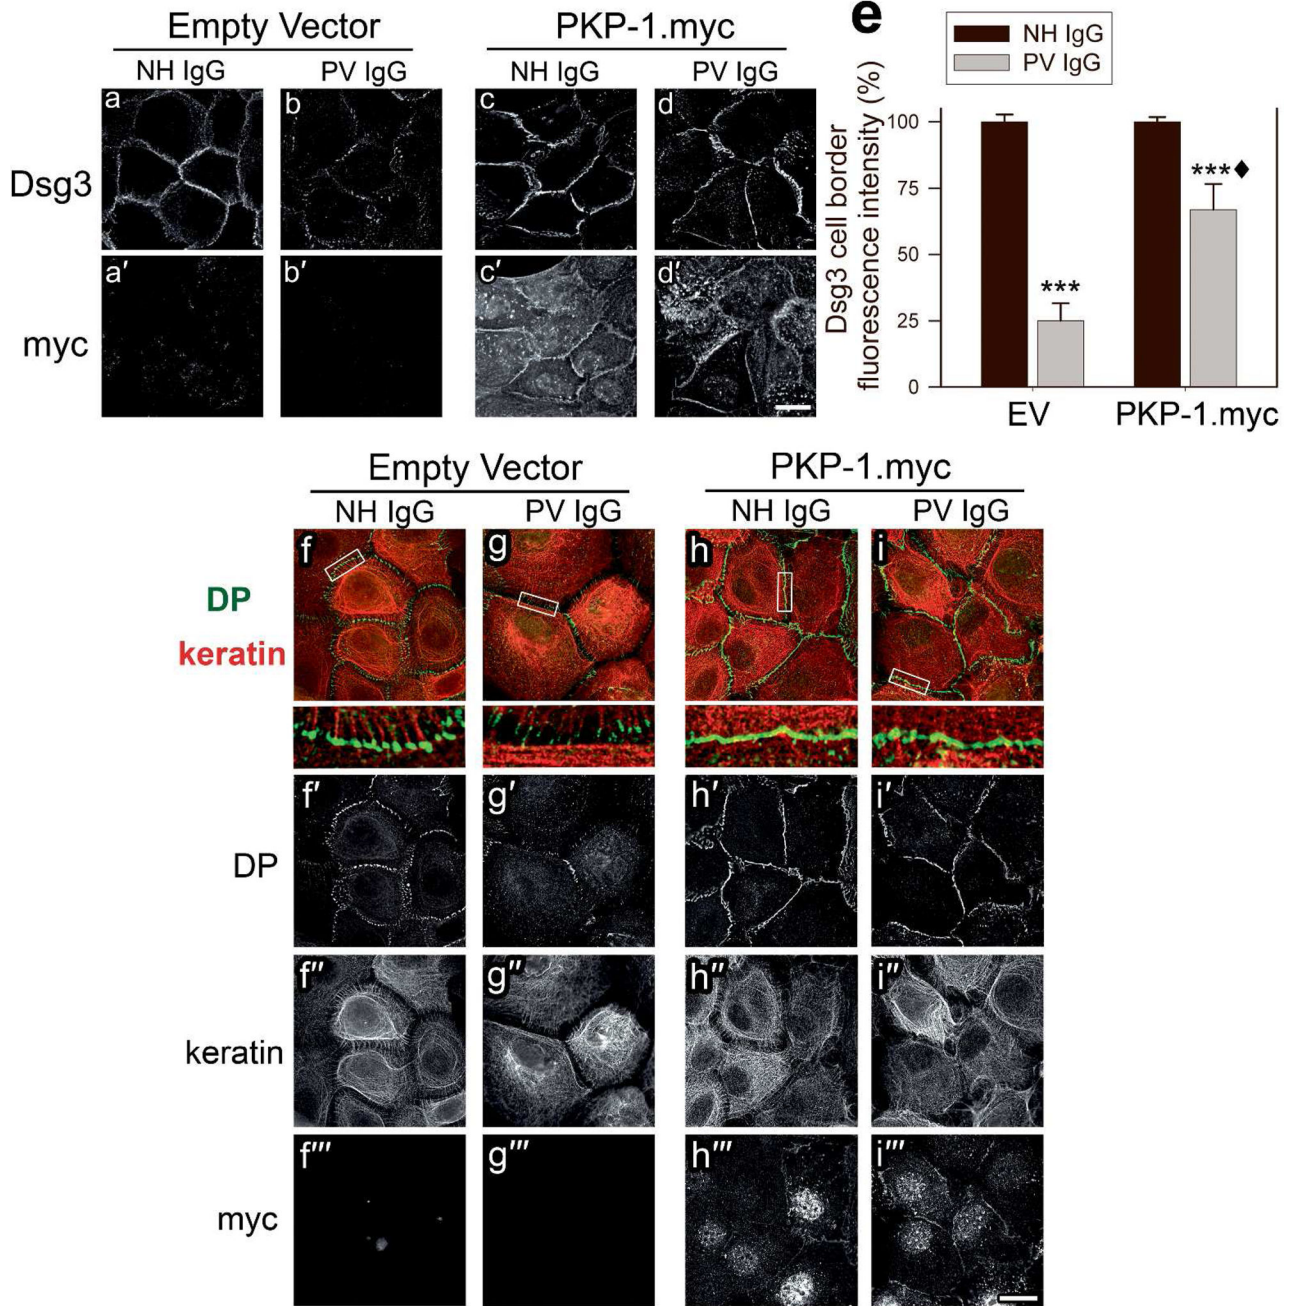 Empty Vector
PKP-1.myc
NH IgG
PV IgG
NH IgG
PV IgG
Dsg3
a
b
c
d
myc
a′
b′
c′
d′
e
NH IgG
PV IgG
Dsg3 cell border
fluorescence intensity (%)
100
75
50
25
0
***
***♦
EV
PKP-1.myc
Empty Vector
PKP-1.myc
NH IgG
PV IgG
NH IgG
PV IgG
DP
keratin
f
g
h
i
DP
f′
g′
h′
i′
keratin
f″
g″
h″
i″
myc
f‴
g‴
h‴
i‴